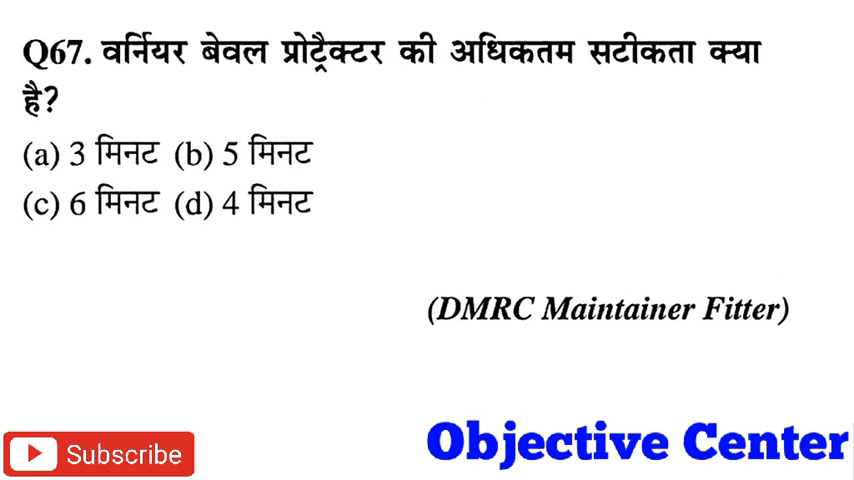 Q67. वर्नियर बेवल प्रोट्रैक्टर की अधिकतम सटीकता क्या
है?
(a) 3 मिनट (b) 5 मिनट
(c) 6 मिनट (d) 4 मिनट
(DMRC Maintainer Fitter)
Subscribe
Objective Center